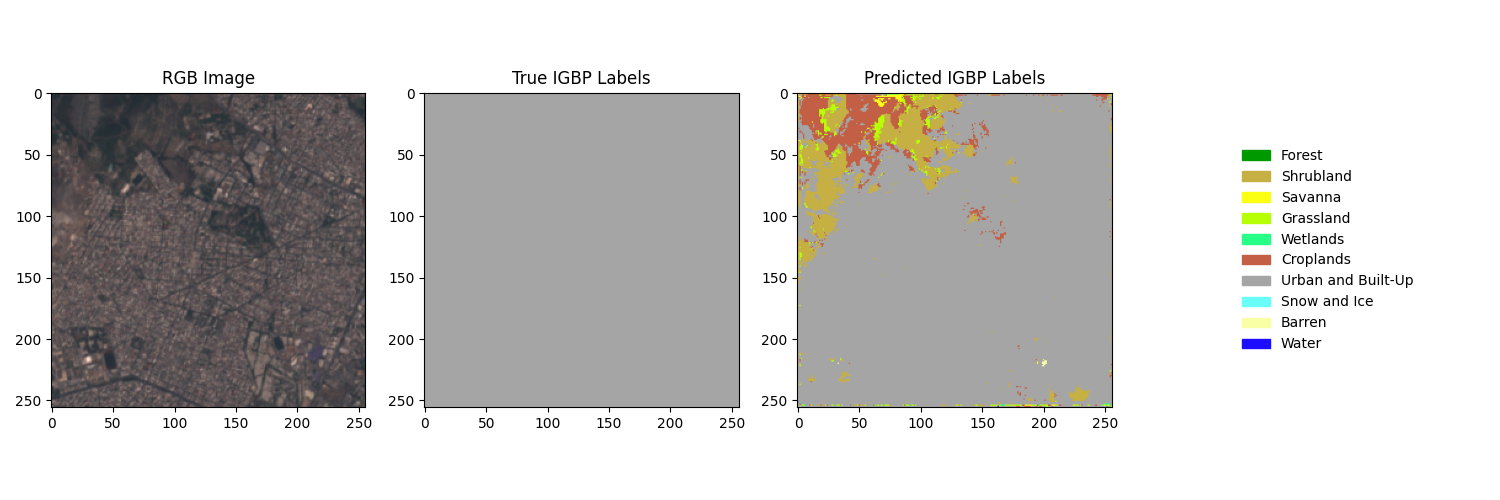 RGB Image
0
50
100
150
200
250
0 50 100 150 200 250
True IGBP Labels
0
50
100
150
200
250
0 50 100 150 200 250
Predicted IGBP Labels
0
50
100
150
200
250
0 50 100 150 200 250
Forest
Shrubland
Savanna
Grassland
Wetlands
Croplands
Urban and Built-Up
Snow and Ice
Barren
Water